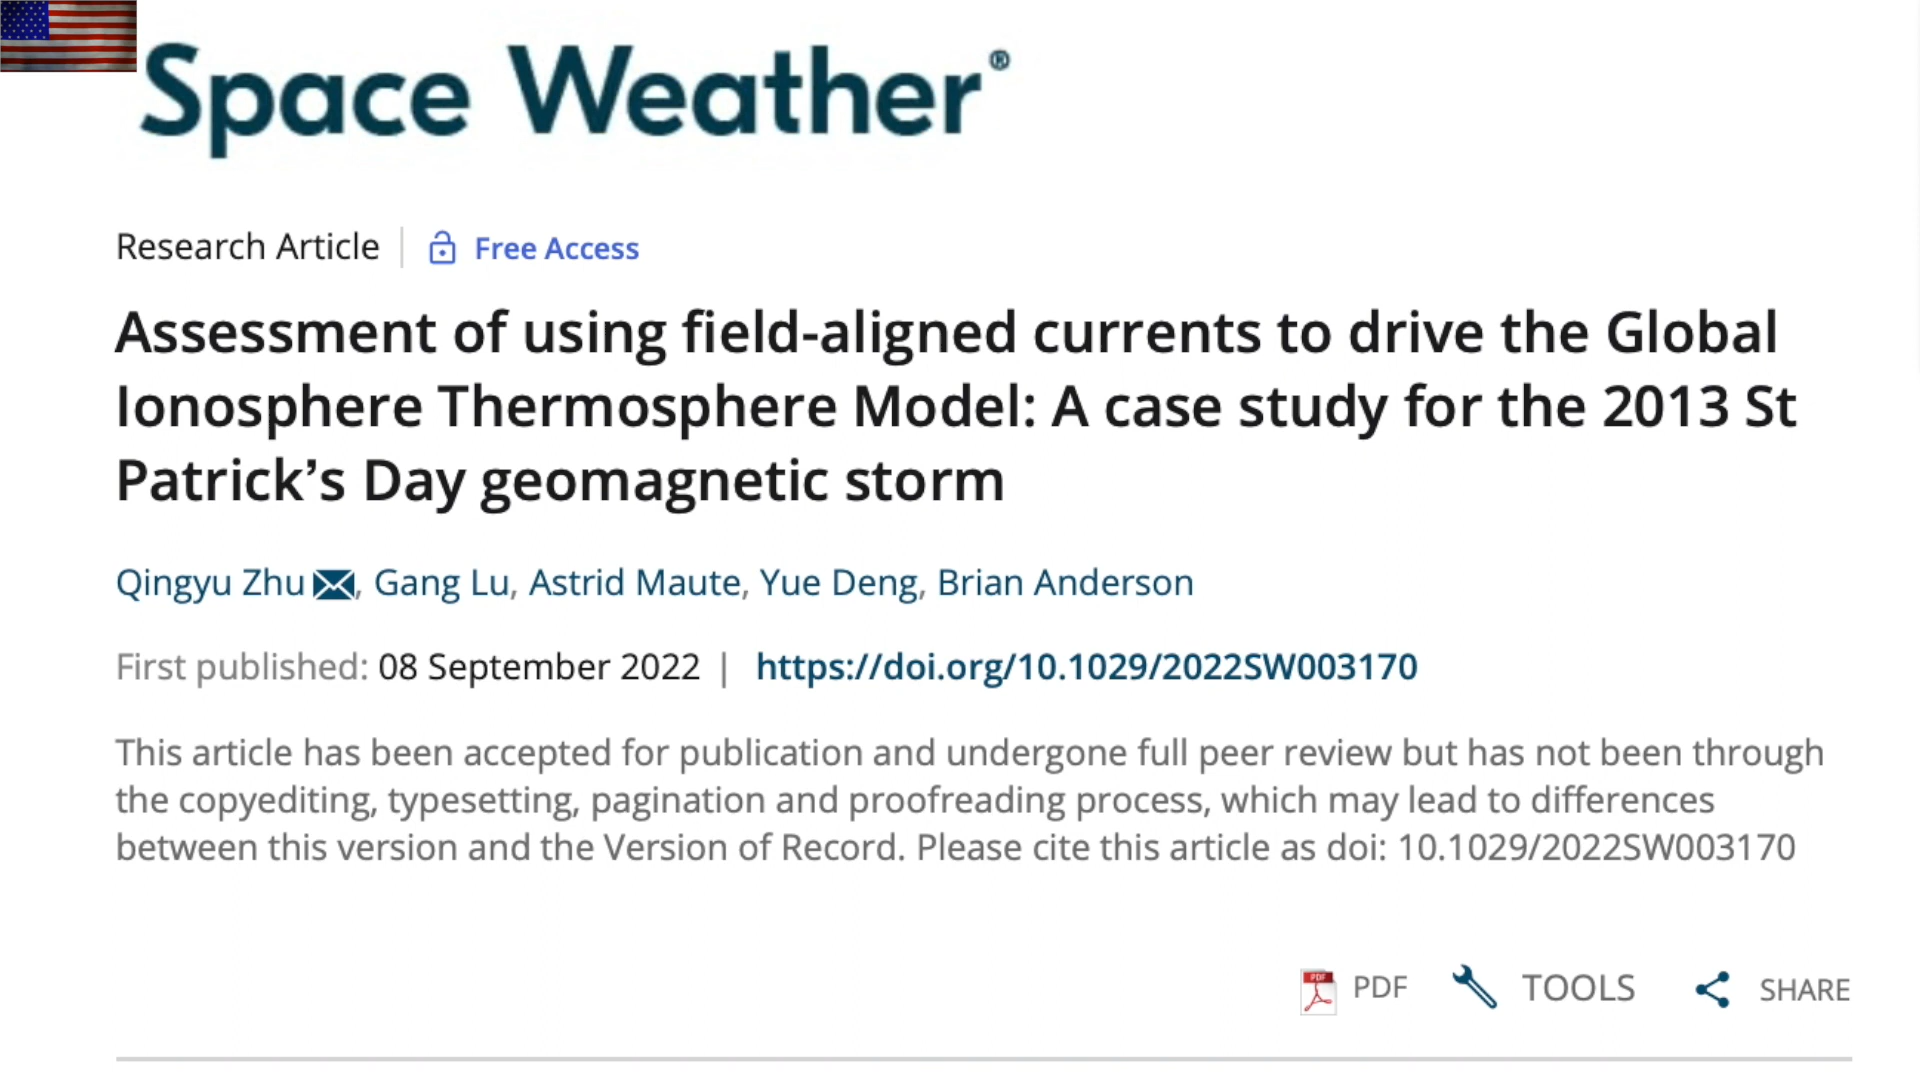 Space Weather®
Research Article | Free Access
Assessment of using field-aligned currents to drive the Global
Ionosphere Thermosphere Model: A case study for the 2013 St
Patrick’s Day geomagnetic storm
Qingyu Zhu, Gang Lu, Astrid Maute, Yue Deng, Brian Anderson
First published: 08 September 2022 | https://doi.org/10.1029/2022SW003170
This article has been accepted for publication and undergone full peer review but has not been through
the copyediting, typesetting, pagination and proofreading process, which may lead to differences
between this version and the Version of Record. Please cite this article as doi: 10.1029/2022SW003170
PDF PDF TOOLS SHARE